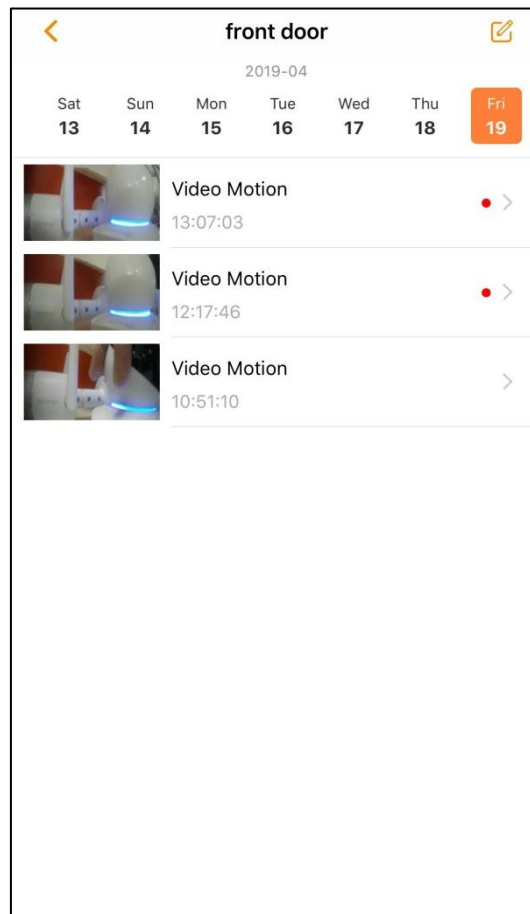 front door
2019-04
Sat Sun Mon Tue Wed Thu Fri
13 14 15 16 17 18 19
Video Motion
13:07:03
Video Motion
12:17:46
Video Motion
10:51:10